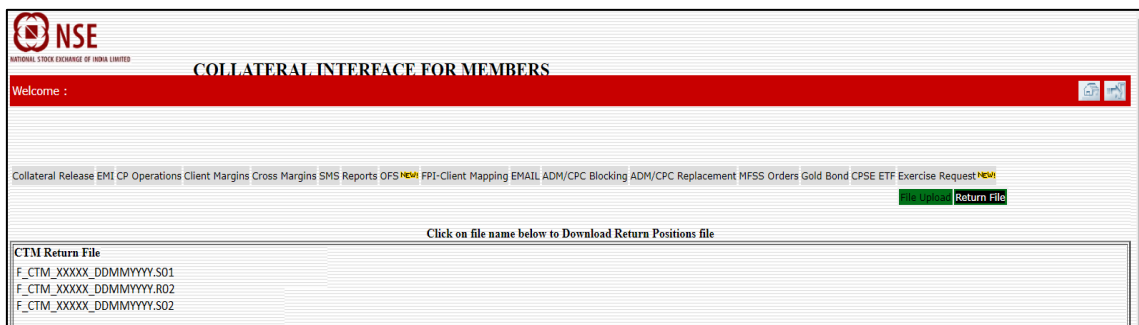 NSE
NATIONAL STOCK EXCHANGE OF INDIA LIMITED
COLLATERAL INTERFACE FOR MEMBERS
Welcome :
Collateral Release EMI CP Operations Client Margins Cross Margins SMS Reports OFS NEW! FPI-Client Mapping EMAIL ADM/CPC Blocking ADM/CPC Replacement MFSS Orders Gold Bond CPSE ETF Exercise Request NEW!
File Upload Return File
Click on file name below to Download Return Positions file
CTM Return File
F_CTM_XXXXX_DDMMYYYY.S01
F_CTM_XXXXX_DDMMYYYY.R02
F_CTM_XXXXX_DDMMYYYY.S02